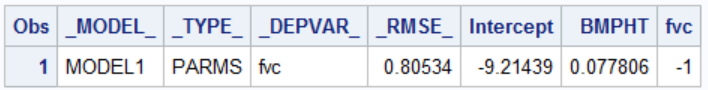 Obs _MODEL_ _TYPE_ _DEPVAR_ _RMSE_ Intercept BMPHT fvc
1 MODEL1 PARMS fvc 0.80534 -9.21439 0.077806 -1